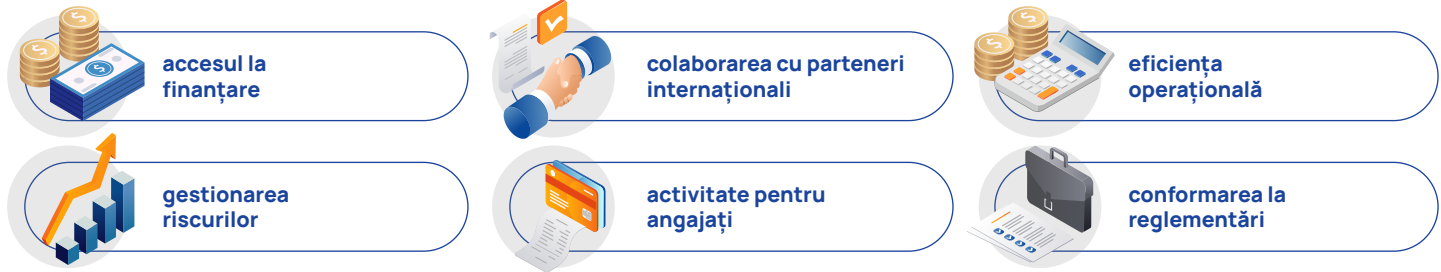 accesul la
finanțare
colaborarea cu parteneri
internaționali
eficiența
operațională
gestionarea
riscurilor
activitate pentru
angajați
conformarea la
reglementări